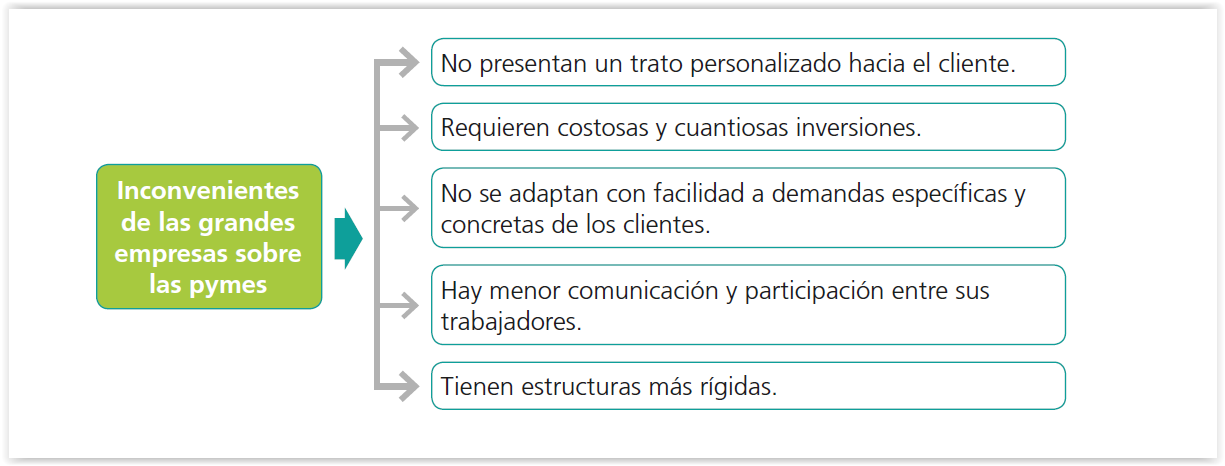 Inconvenientes
de las grandes
empresas sobre
las pymes
No presentan un trato personalizado hacia el cliente.
Requieren costosas y cuantiosas inversiones.
No se adaptan con facilidad a demandas específicas y
concretas de los clientes.
Hay menor comunicación y participación entre sus
trabajadores.
Tienen estructuras más rígidas.